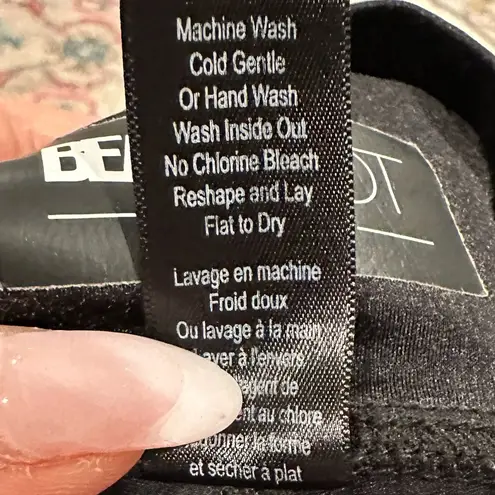 Machine Wash
Cold Gentle
Or Hand Wash
Wash Inside Out
No Chlorine Bleach
Reshape and Lay
Flat to Dry
Lavage en machine
Froid doux
Ou lavage à la main
à l'envers
de
au chlore
la forme
et sécher à plat